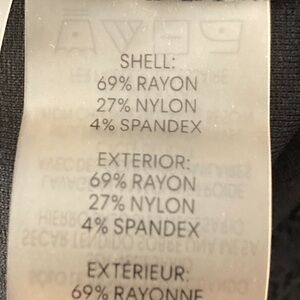 SHELL:
69% RAYON
27% NYLON
4% SPANDEX
EXTERIOR:
69% RAYON
27% NYLON
4% SPANDEX
EXTÉRIEUR:
69% RAYONNE